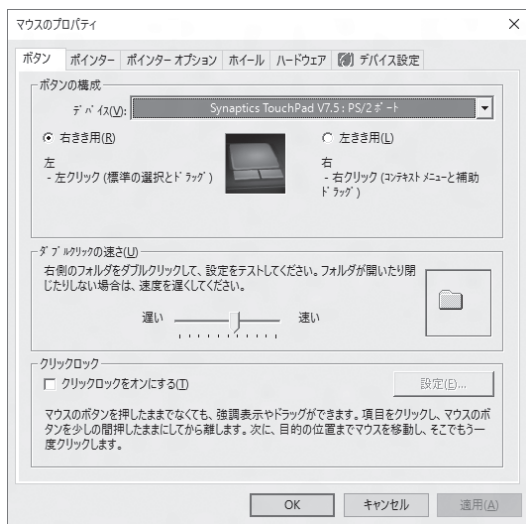 マウスのプロパティ
ボタン ポインター ポインター オプション ホイール ハードウェア デバイス設定
ボタンの構成
デバイス(V): Synaptics TouchPad V7.5 : PS/2 ポート
右きき用(R) 左きき用(L)
左 右
- 左クリック (標準の選択とドラッグ) - 右クリック (コンテキスト メニューと補助
ドラッグ)
ダブルクリックの速さ(U)
右側のフォルダをダブルクリックして、設定をテストしてください。フォルダが開いたり閉
じたりしない場合は、速度を遅くしてください。
遅い 速い
クリックロック
クリックロックをオンにする(T) 設定(E)...
マウスのボタンを押したままでなくても、強調表示やドラッグができます。項目をクリックし、マウスのボ
タンを少しの間押したままにしてから離します。次に、目的の位置までマウスを移動し、そこでもう一
度クリックします。
OK キャンセル 適用(A)